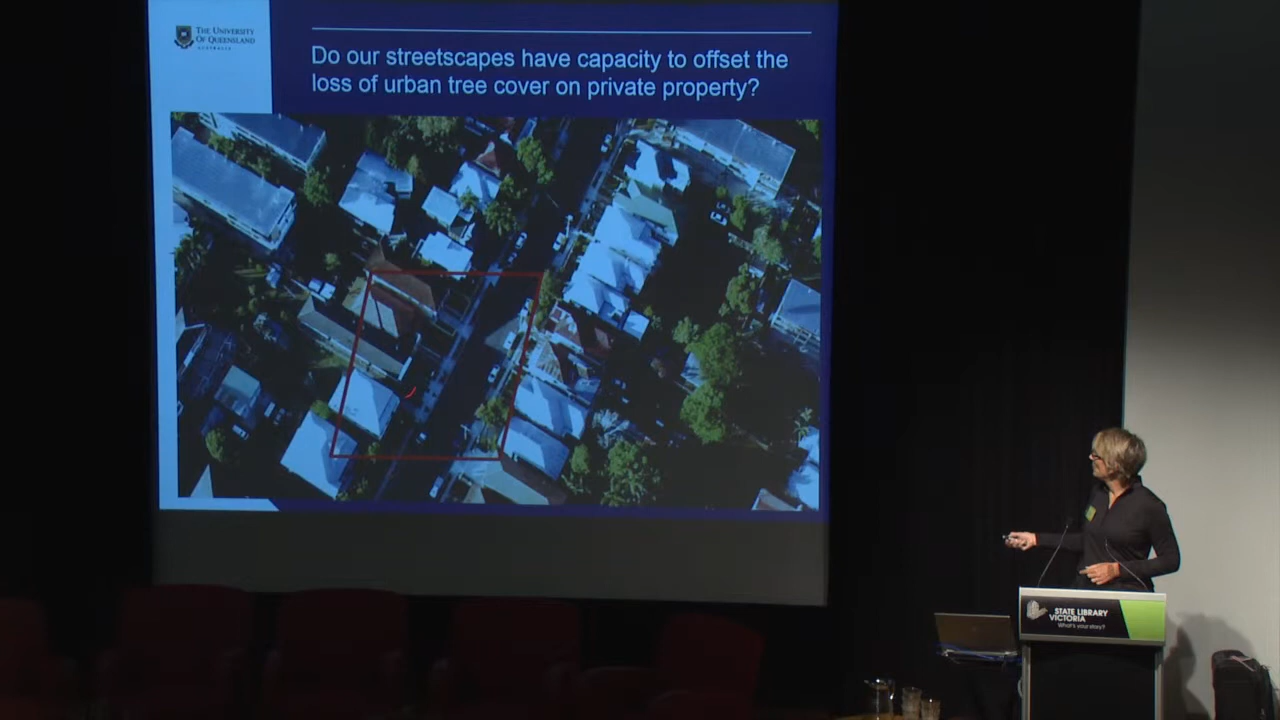 THE UNIVERSITY
OF QUEENSLAND
AUSTRALIA
Do our streetscapes have capacity to offset the
loss of urban tree cover on private property?
STATE LIBRARY
VICTORIA
What's your story?